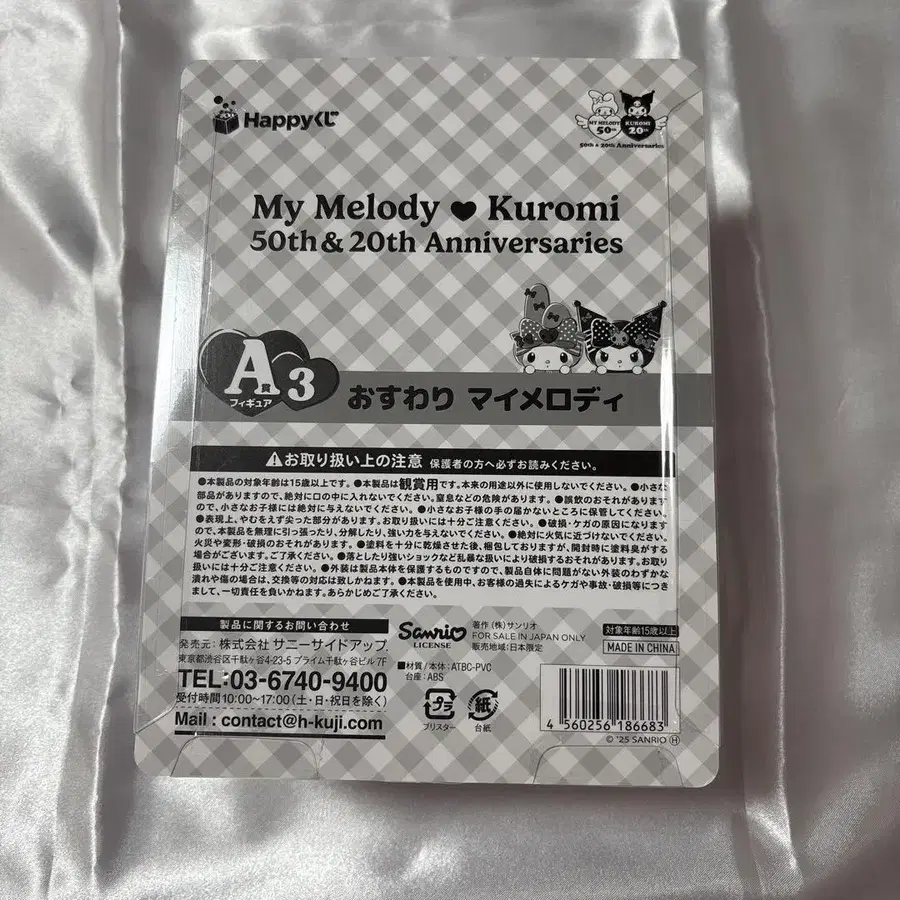 Happyくじ
MY MELODY 50th KUROMI 20th
50th & 20th Anniversaries
My Melody ♥ Kuromi
50th & 20th Anniversaries
A賞 3
フィギュア
おすわり マイメロディ
⚠お取り扱い上の注意 保護者の方へ必ずお読みください。
●本製品の対象年齢は15歳以上です。●本製品は観賞用です。本来の用途以外に使用しないでください。●小さな
部品がありますので、絶対に口の中に入れないでください。窒息などの危険があります。●誤飲のおそれがあります
ので、小さなお子様には絶対に与えないでください。●小さなお子様の手の届かないところに保管してください。
●表現上、やむをえず尖った部分があります。お取り扱いには十分ご注意ください。●破損・ケガの原因になりま
すので、本製品を無理に引っ張ったり、分解したり、強い力を与えないでください。●絶対に火気に近づけないでください。
火災や変形・破損のおそれがあります。●塗料を十分に乾燥させた後、梱包しておりますが、開封時に塗料臭がする
場合がございます。ご了承ください。●落としたり強いショックなど乱暴な扱いにより破損するおそれがあります。お取り
扱いには十分ご注意ください。●外装は製品本体を保護するものですので、製品自体に問題がない外装のわずかな
潰れや傷の場合は、交換等の対応は致しかねます。●本製品を使用中、お客様の過失によるケガや事故・破損等につき
まして、一切責任を負いかねます。あらかじめご了承ください。
製品に関するお問い合わせ
発売元：株式会社 サニーサイドアップ
東京都渋谷区千駄ヶ谷4-23-5 プライム千駄ヶ谷ビル 7F
TEL:03-6740-9400
受付時間10:00〜17:00(土・日・祝日を除く)
Mail : contact@h-kuji.com
Sanrio
LICENSE
著作 (株)サンリオ
FOR SALE IN JAPAN ONLY
販売地域：日本限定
■材質/本体：ATBC-PVC
台座：ABS
プラ
ブリスター
紙
台紙
対象年齢15歳以上
MADE IN CHINA
4 560256 186683
© '25 SANRIO Ⓗ